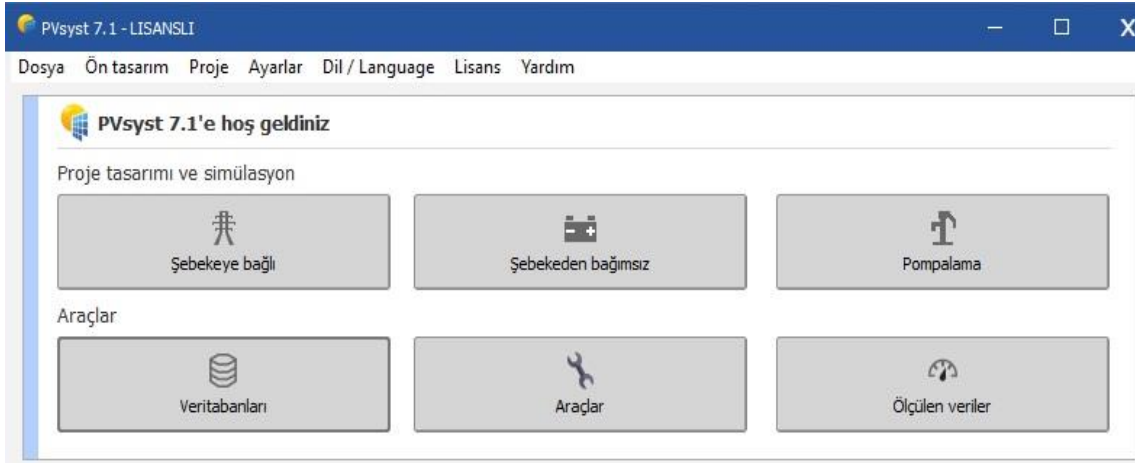 PVsyst 7.1 - LISANSLI
Dosya Ön tasarım Proje Ayarlar Dil / Language Lisans Yardım
PVsyst 7.1'e hoş geldiniz
Proje tasarımı ve simülasyon
Şebekeye bağlı Şebekeden bağımsız Pompalama
Araçlar
Veritabanları Araçlar Ölçülen veriler